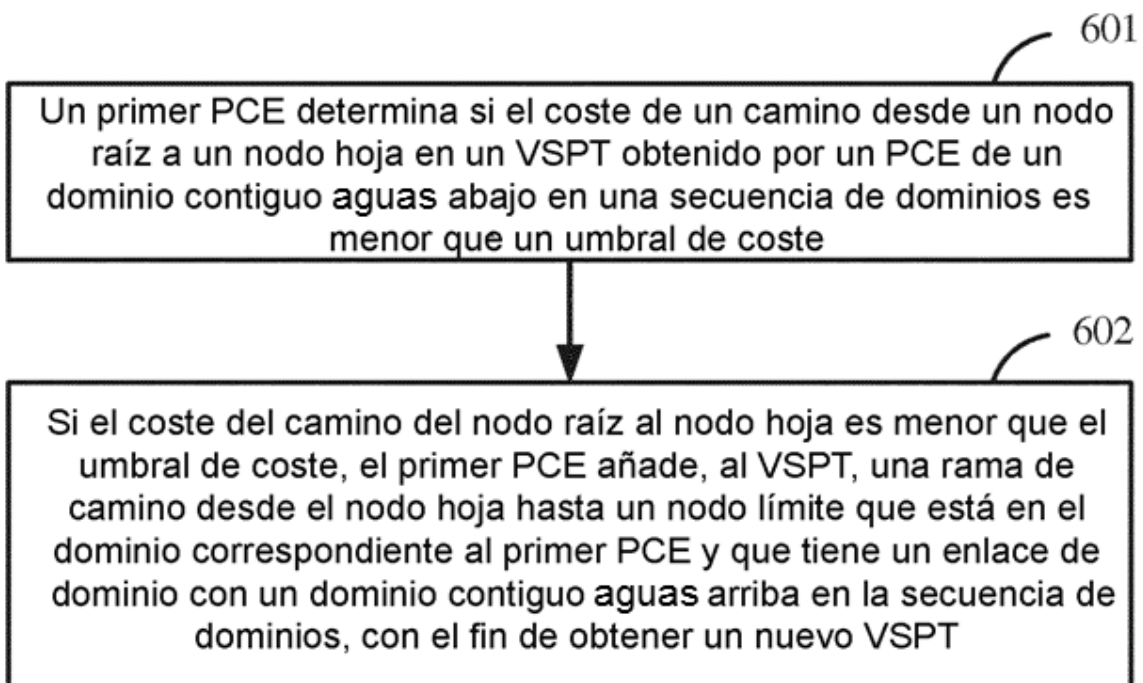 601
Un primer PCE determina si el coste de un camino desde un nodo
raíz a un nodo hoja en un VSPT obtenido por un PCE de un
dominio contiguo aguas abajo en una secuencia de dominios es
menor que un umbral de coste
602
Si el coste del camino del nodo raíz al nodo hoja es menor que el
umbral de coste, el primer PCE añade, al VSPT, una rama de
camino desde el nodo hoja hasta un nodo límite que está en el
dominio correspondiente al primer PCE y que tiene un enlace de
dominio con un dominio contiguo aguas arriba en la secuencia de
dominios, con el fin de obtener un nuevo VSPT